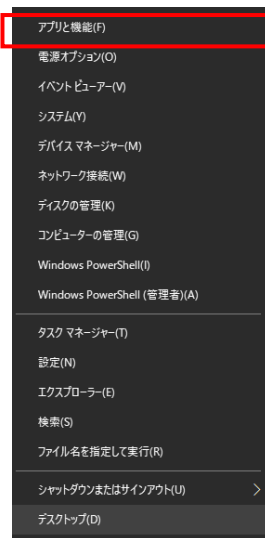 アプリと機能(F)
電源オプション(O)
イベント ビューアー(V)
システム(Y)
デバイス マネージャー(M)
ネットワーク接続(W)
ディスクの管理(K)
コンピューターの管理(G)
Windows PowerShell(I)
Windows PowerShell (管理者)(A)
タスク マネージャー(T)
設定(N)
エクスプローラー(E)
検索(S)
ファイル名を指定して実行(R)
シャットダウンまたはサインアウト(U)
デスクトップ(D)